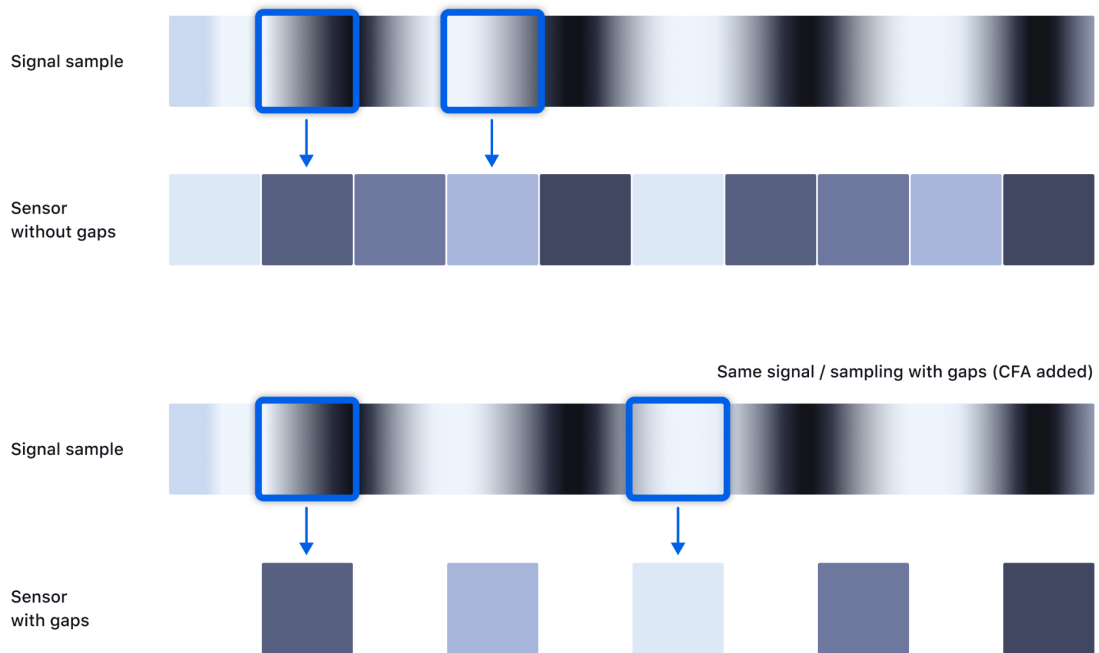 Signal sample
Sensor
without gaps
Same signal / sampling with gaps (CFA added)
Signal sample
Sensor
with gaps